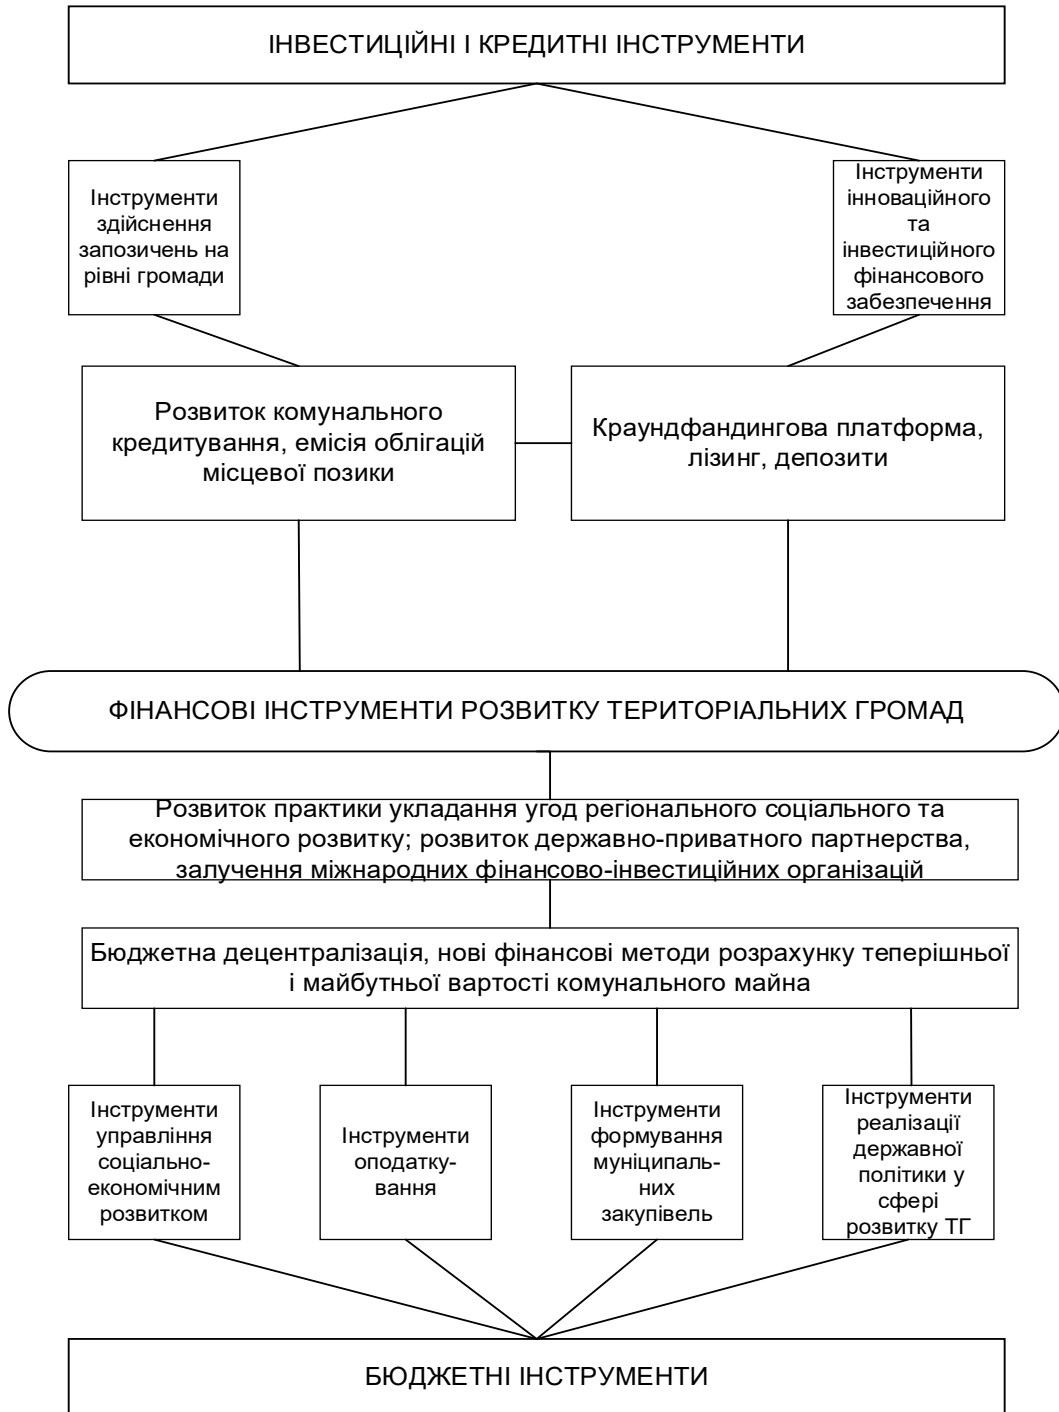 ІНВЕСТИЦІЙНІ І КРЕДИТНІ ІНСТРУМЕНТИ
Інструменти
здійснення
запозичень на
рівні громади
Інструменти
інноваційного
та
інвестиційного
фінансового
забезпечення
Розвиток комунального
кредитування, емісія облігацій
місцевої позики
Краундфандингова платформа,
лізинг, депозити
ФІНАНСОВІ ІНСТРУМЕНТИ РОЗВИТКУ ТЕРИТОРІАЛЬНИХ ГРОМАД
Розвиток практики укладання угод регіонального соціального та
економічного розвитку; розвиток державно-приватного партнерства,
залучення міжнародних фінансово-інвестиційних організацій
Бюджетна децентралізація, нові фінансові методи розрахунку теперішньої
і майбутньої вартості комунального майна
Інструменти
управління
соціально-
економічним
розвитком
Інструменти
оподатку-
вання
Інструменти
формування
муніципаль-
них
закупівель
Інструменти
реалізації
державної
політики у
сфері
розвитку ТГ
БЮДЖЕТНІ ІНСТРУМЕНТИ